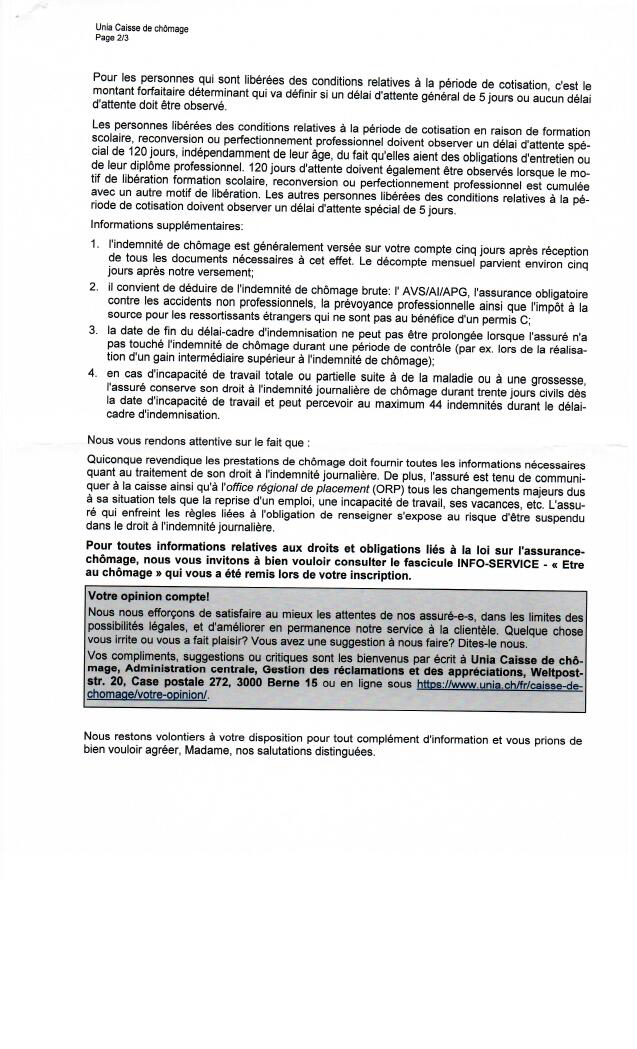 Unia Caisse de chômage
Page 2/3
Pour les personnes qui sont libérées des conditions relatives à la période de cotisation, c'est le
montant forfaitaire déterminant qui va définir si un délai d'attente général de 5 jours ou aucun délai
d'attente doit être observé.
Les personnes libérées des conditions relatives à la période de cotisation en raison de formation
scolaire, reconversion ou perfectionnement professionnel doivent observer un délai d'attente spé-
cial de 120 jours, indépendamment de leur âge, du fait qu'elles aient des obligations d'entretien ou
de leur diplôme professionnel. 120 jours d'attente doivent également être observés lorsque le mo-
tif de libération formation scolaire, reconversion ou perfectionnement professionnel est cumulée
avec un autre motif de libération. Les autres personnes libérées des conditions relatives à la pé-
riode de cotisation doivent observer un délai d'attente spécial de 5 jours.
Informations supplémentaires:
1. l'indemnité de chômage est généralement versée sur votre compte cinq jours après réception
de tous les documents nécessaires à cet effet. Le décompte mensuel parvient environ cinq
jours après notre versement;
2. il convient de déduire de l'indemnité de chômage brute: l' AVS/AI/APG, l'assurance obligatoire
contre les accidents non professionnels, la prévoyance professionnelle ainsi que l'impôt à la
source pour les ressortissants étrangers qui ne sont pas au bénéfice d'un permis C;
3. la date de fin du délai-cadre d'indemnisation ne peut pas être prolongée lorsque l'assuré n'a
pas touché l'indemnité de chômage durant une période de contrôle (par ex. lors de la réalisa-
tion d'un gain intermédiaire supérieur à l'indemnité de chômage);
4. en cas d'incapacité de travail totale ou partielle suite à de la maladie ou à une grossesse,
l'assuré conserve son droit à l'indemnité journalière de chômage durant trente jours civils dès
la date d'incapacité de travail et peut percevoir au maximum 44 indemnités durant le délai-
cadre d'indemnisation.
Nous vous rendons attentive sur le fait que :
Quiconque revendique les prestations de chômage doit fournir toutes les informations nécessaires
quant au traitement de son droit à l'indemnité journalière. De plus, l'assuré est tenu de communi-
quer à la caisse ainsi qu'à l'office régional de placement (ORP) tous les changements majeurs dus
à sa situation tels que la reprise d'un emploi, une incapacité de travail, ses vacances, etc. L'assu-
ré qui enfreint les règles liées à l'obligation de renseigner s'expose au risque d'être suspendu
dans le droit à l'indemnité journalière.
Pour toutes informations relatives aux droits et obligations liés à la loi sur l'assurance-
chômage, nous vous invitons à bien vouloir consulter le fascicule INFO-SERVICE - « Etre
au chômage » qui vous a été remis lors de votre inscription.
Votre opinion compte!
Nous nous efforçons de satisfaire au mieux les attentes de nos assuré-e-s, dans les limites des
possibilités légales, et d'améliorer en permanence notre service à la clientèle. Quelque chose
vous irrite ou vous a fait plaisir? Vous avez une suggestion à nous faire? Dites-le nous.
Vos compliments, suggestions ou critiques sont les bienvenus par écrit à Unia Caisse de chô-
mage, Administration centrale, Gestion des réclamations et des appréciations, Weltpost-
str. 20, Case postale 272, 3000 Berne 15 ou en ligne sous https://www.unia.ch/fr/caisse-de-
chomage/votre-opinion/.
Nous restons volontiers à votre disposition pour tout complément d'information et vous prions de
bien vouloir agréer, Madame, nos salutations distinguées.